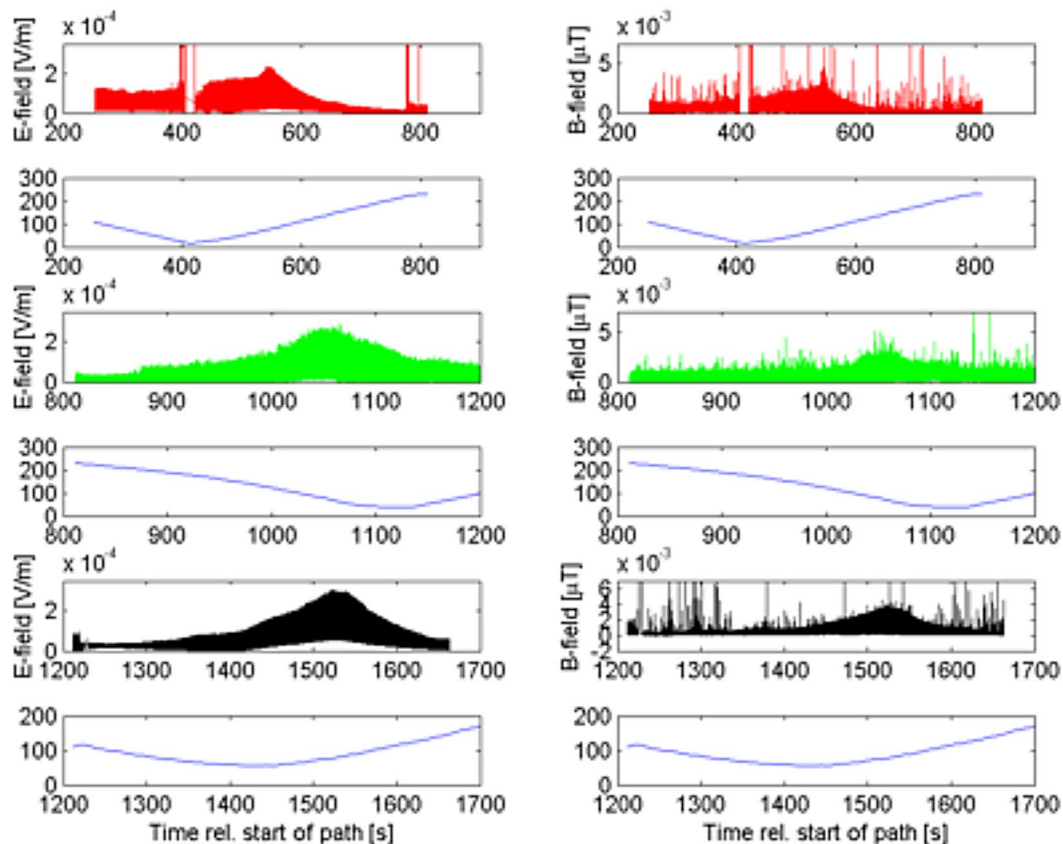 x 10-4 x 10-3
E-field [V/m] 2 0 B-field [µT] 5 0
200 400 600 800 200 400 600 800
300 200 100 0 300 200 100 0
200 400 600 800 200 400 600 800
x 10-4 x 10-3
E-field [V/m] 2 0 B-field [µT] 5 0
800 900 1000 1100 1200 800 900 1000 1100 1200
300 200 100 0 300 200 100 0
800 900 1000 1100 1200 800 900 1000 1100 1200
x 10-4 x 10-3
E-field [V/m] 2 0 B-field [µT] 6 4 2 0 -2
1200 1300 1400 1500 1600 1700 1200 1300 1400 1500 1600 1700
200 100 0 200 100 0
1200 1300 1400 1500 1600 1700 1200 1300 1400 1500 1600 1700
Time rel. start of path [s] Time rel. start of path [s]